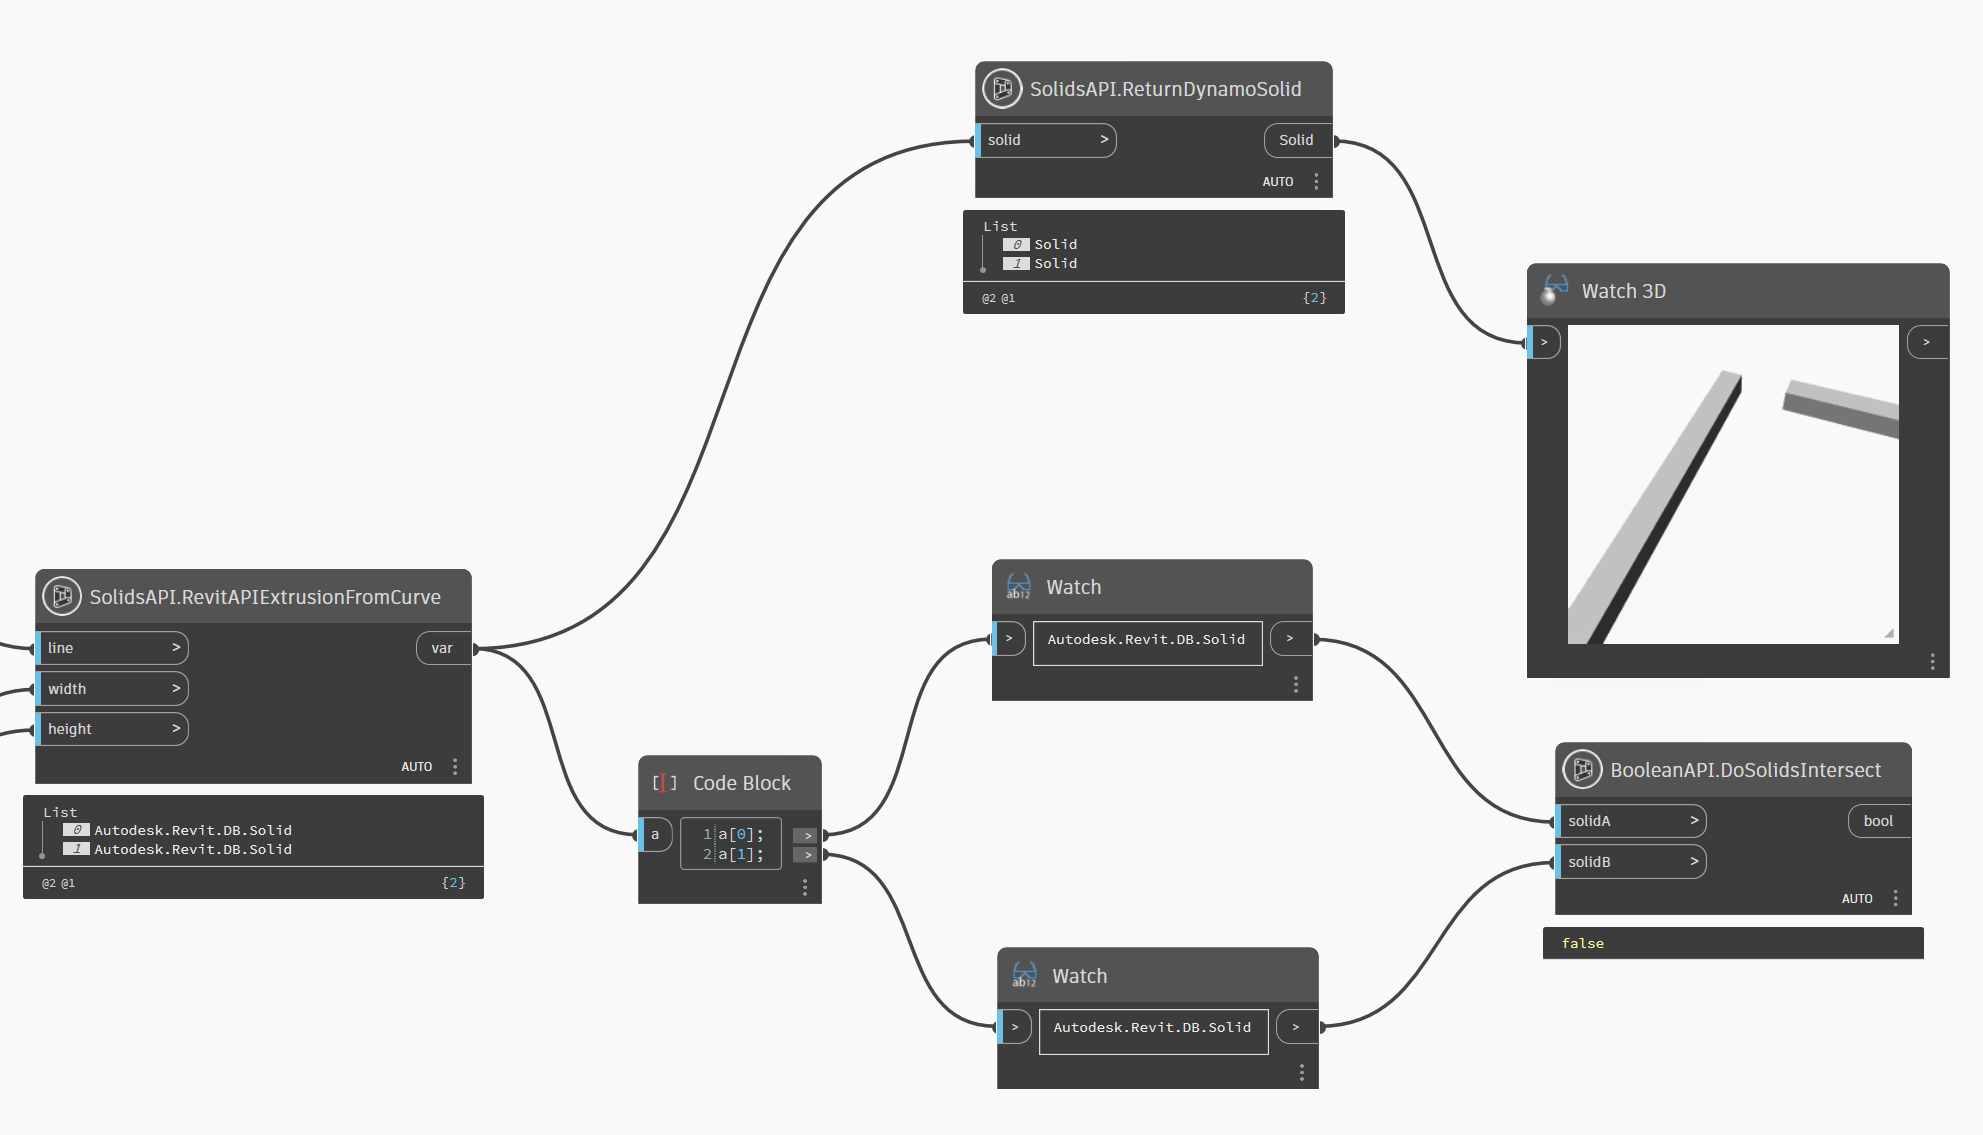 SolidsAPI.ReturnDynamoSolid
solid >
Solid
AUTO
List
0 Solid
1 Solid
@2 @1 {2}
Watch 3D
> >
SolidsAPI.RevitAPIExtrusionFromCurve
line >
var
width >
height >
AUTO
List
0 Autodesk.Revit.DB.Solid
1 Autodesk.Revit.DB.Solid
@2 @1 {2}
Code Block
a
1 a[0]; >
2 a[1]; >
ab12 Watch
> Autodesk.Revit.DB.Solid >
ab12 Watch
> Autodesk.Revit.DB.Solid >
BooleanAPI.DoSolidsIntersect
solidA >
bool
solidB >
AUTO
false